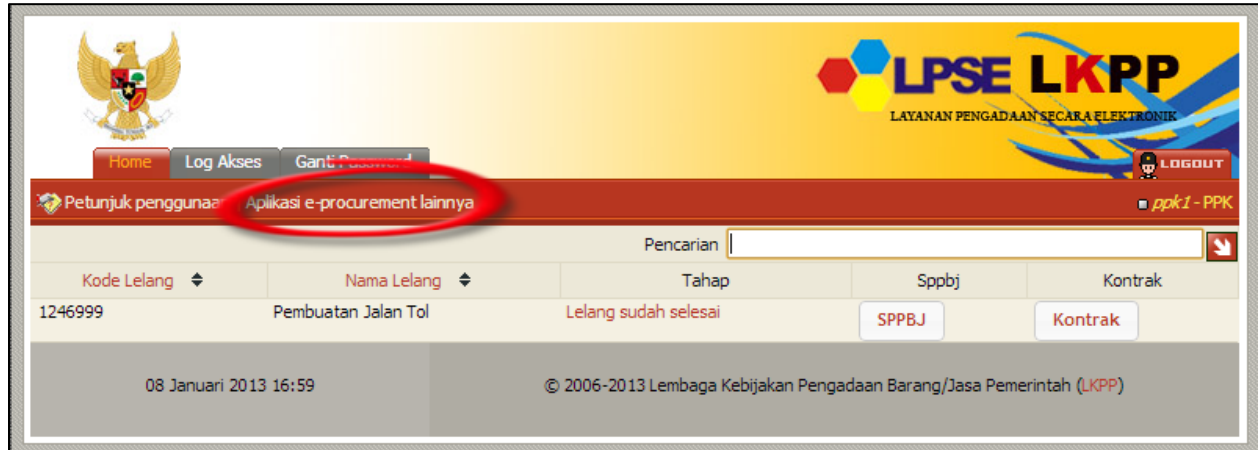 LPSE LKPP
LAYANAN PENGADAAN SECARA ELEKTRONIK
Home Log Akses Ganti Password
LOGOUT
Petunjuk penggunaan Aplikasi e-procurement lainnya ppk1 - PPK
Pencarian
Kode Lelang Nama Lelang Tahap Sppbj Kontrak
1246999 Pembuatan Jalan Tol Lelang sudah selesai SPPBJ Kontrak
08 Januari 2013 16:59 © 2006-2013 Lembaga Kebijakan Pengadaan Barang/Jasa Pemerintah (LKPP)